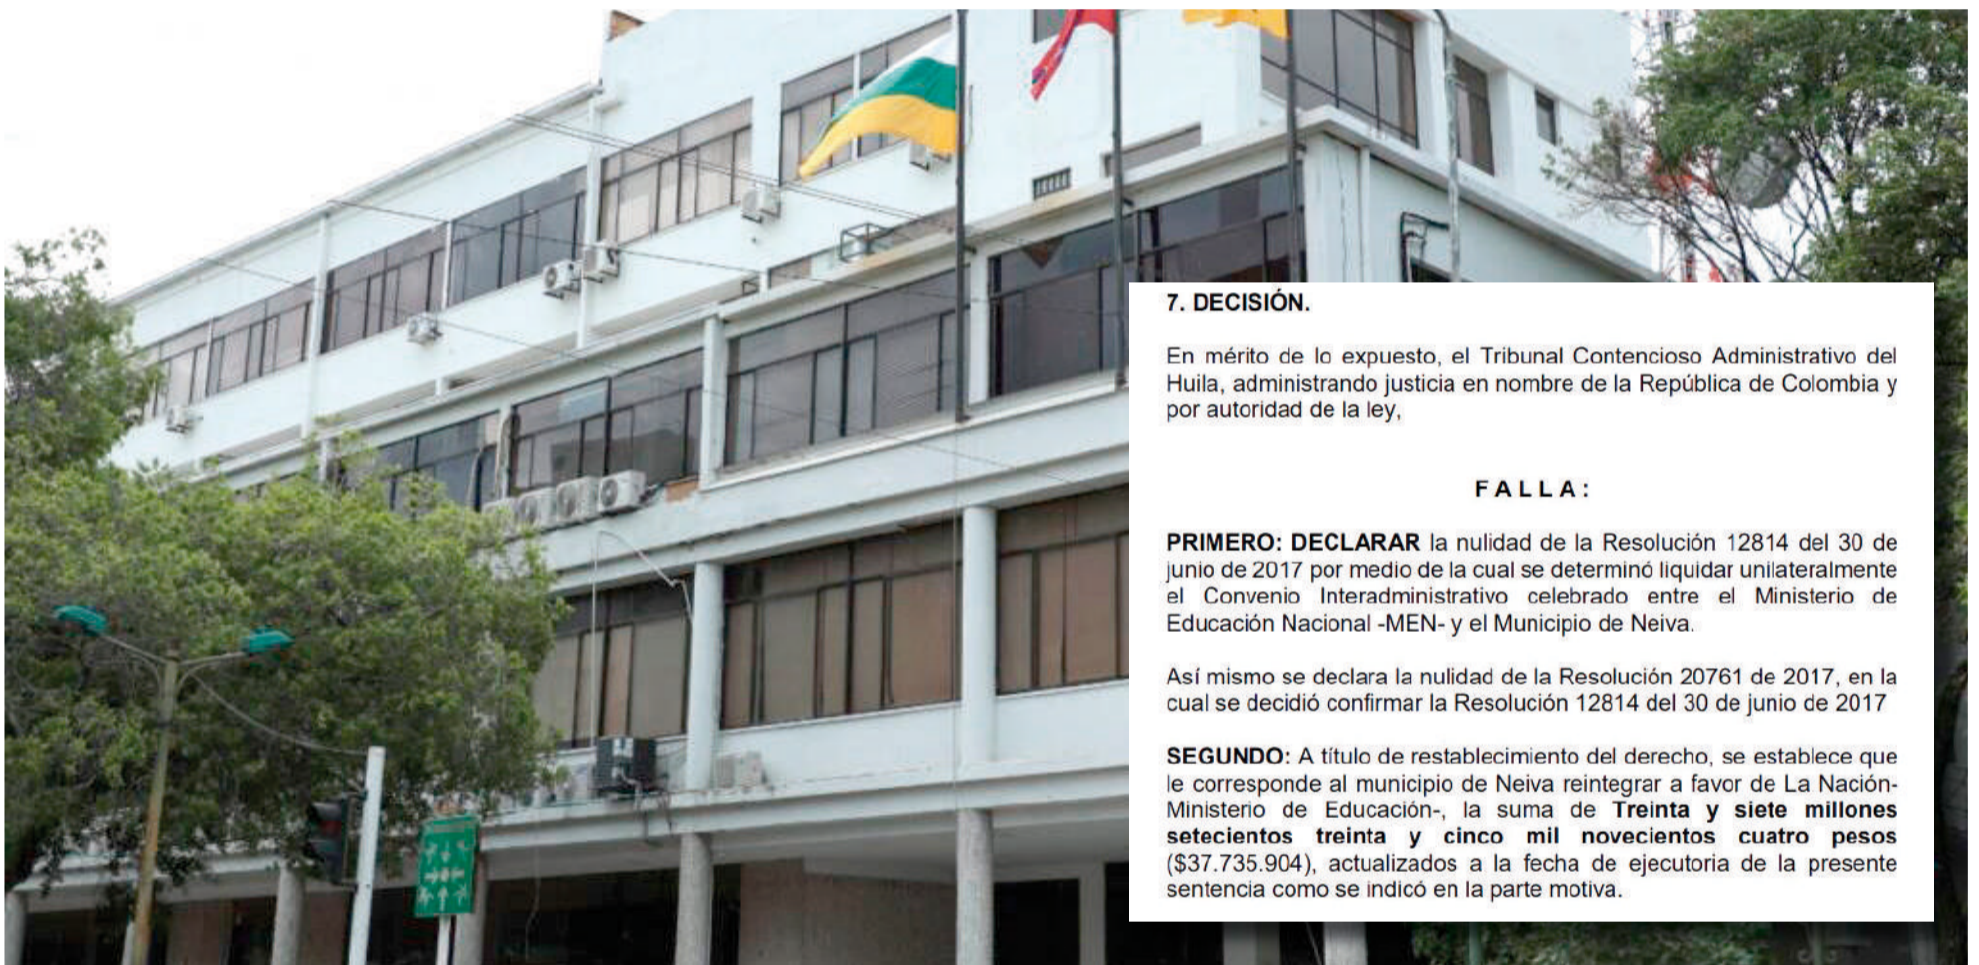 7. DECISIÓN.
En mérito de lo expuesto, el Tribunal Contencioso Administrativo del
Huila, administrando justicia en nombre de la República de Colombia y
por autoridad de la ley,
F A L L A :
PRIMERO: DECLARAR la nulidad de la Resolución 12814 del 30 de
junio de 2017 por medio de la cual se determinó liquidar unilateralmente
el Convenio Interadministrativo celebrado entre el Ministerio de
Educación Nacional -MEN- y el Municipio de Neiva.
Así mismo se declara la nulidad de la Resolución 20761 de 2017, en la
cual se decidió confirmar la Resolución 12814 del 30 de junio de 2017
SEGUNDO: A título de restablecimiento del derecho, se establece que
le corresponde al municipio de Neiva reintegrar a favor de La Nación-
Ministerio de Educación-, la suma de Treinta y siete millones
setecientos treinta y cinco mil novecientos cuatro pesos
($37.735.904), actualizados a la fecha de ejecutoria de la presente
sentencia como se indicó en la parte motiva.